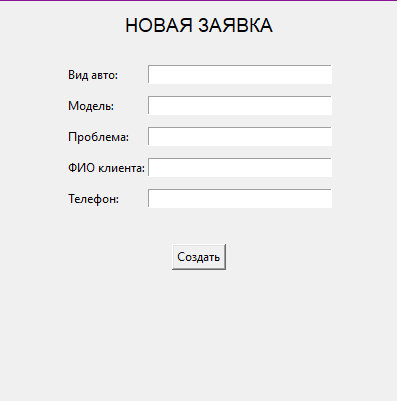 НОВАЯ ЗАЯВКА
Вид авто:
Модель:
Проблема:
ФИО клиента:
Телефон:
Создать